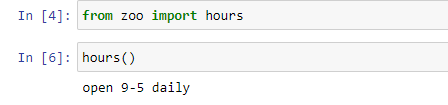 In [4]: from zoo import hours
In [6]: hours()
open 9-5 daily